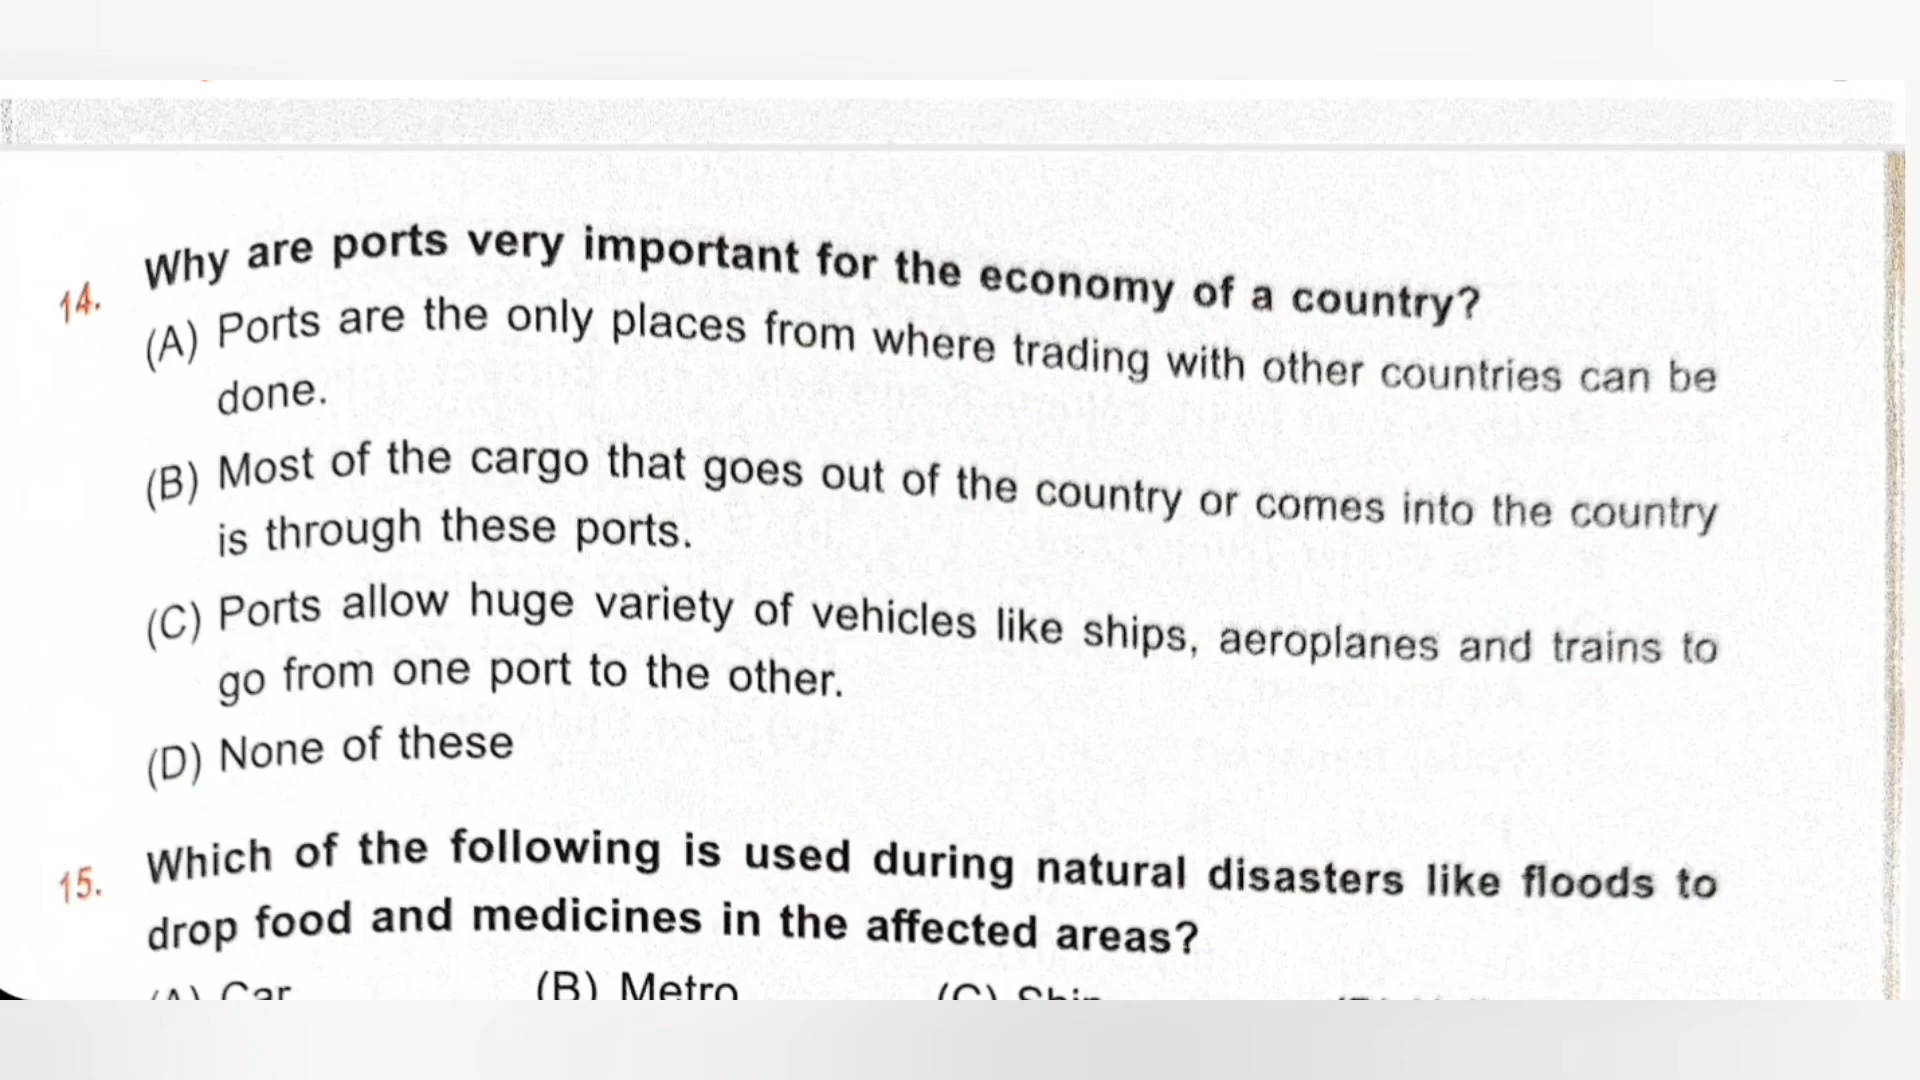 14. Why are ports very important for the economy of a country?
(A) Ports are the only places from where trading with other countries can be
done.
(B) Most of the cargo that goes out of the country or comes into the country
is through these ports.
(C) Ports allow huge variety of vehicles like ships, aeroplanes and trains to
go from one port to the other.
(D) None of these
15. Which of the following is used during natural disasters like floods to
drop food and medicines in the affected areas?
(A) Car (B) Metro (C) Ship